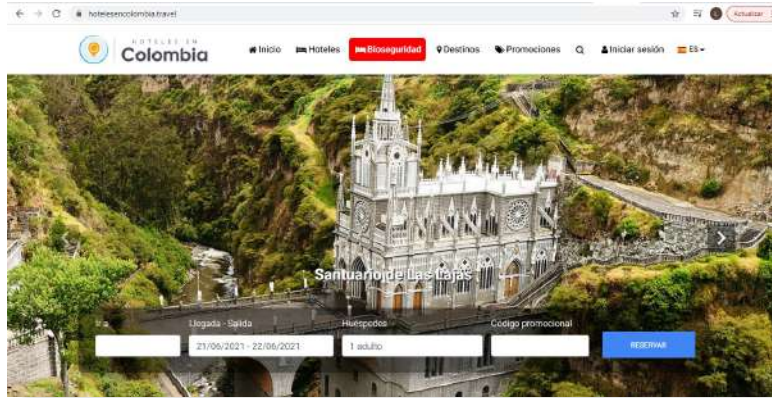 hotelesencolombia.travel
Actualizar
HOTELES EN
Colombia
Inicio
Hoteles
Bioseguridad
Destinos
Promociones
Iniciar sesión
ES
Santuario de Las Lajas
Ir a
Llegada - Salida
Huéspedes
Código promocional
21/06/2021 - 22/06/2021
1 adulto
RESERVAR